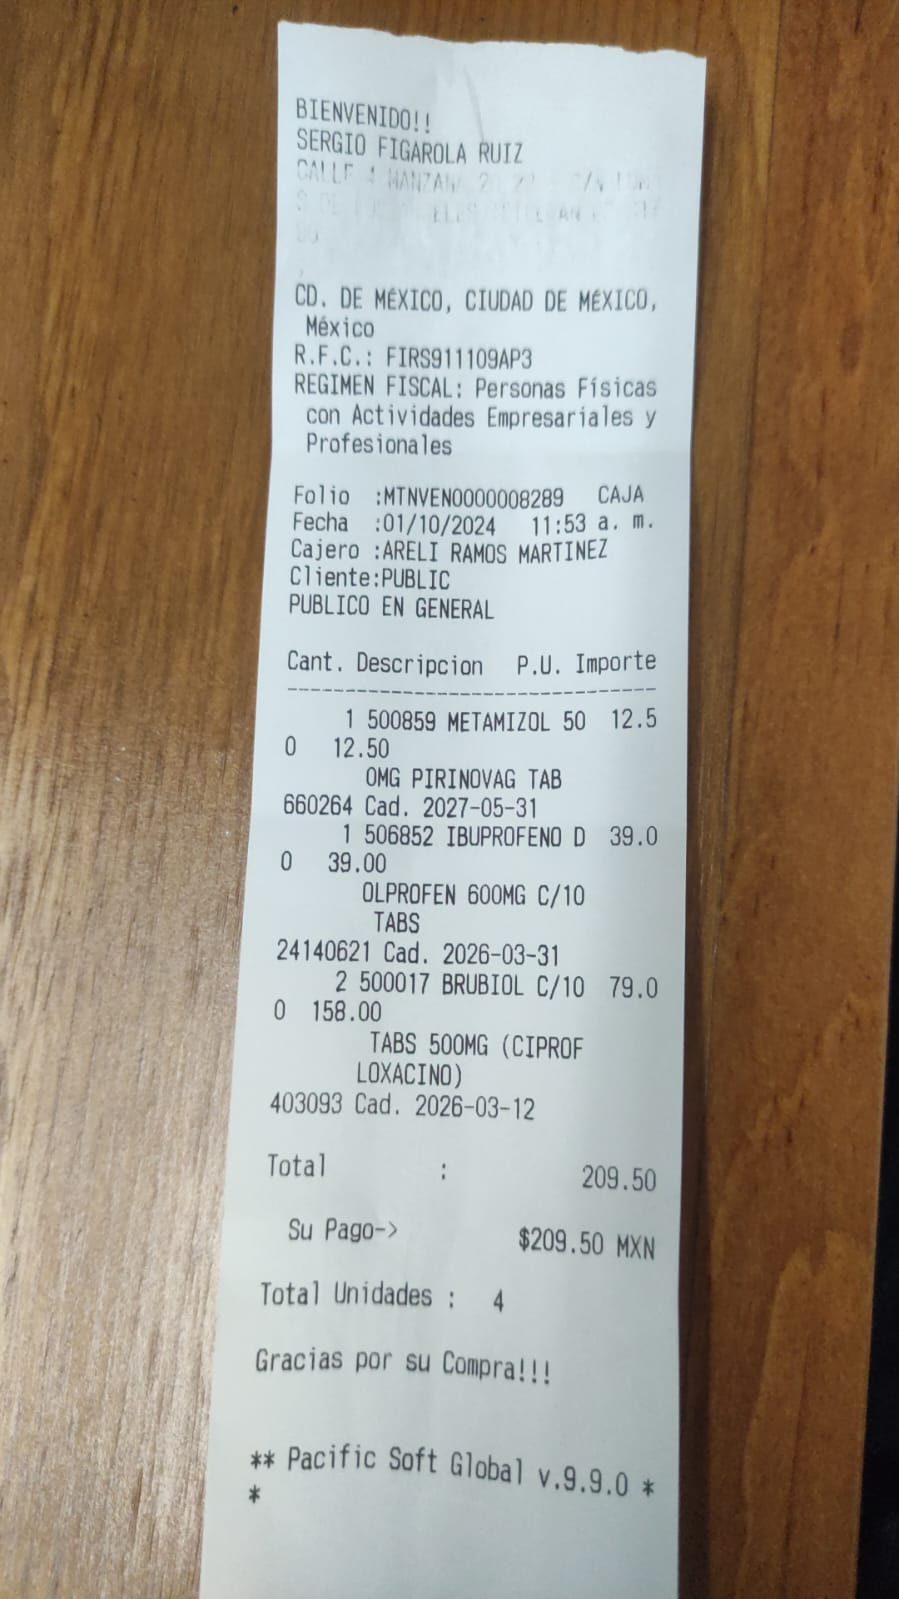 BIENVENIDO!!
SERGIO FIGAROLA RUIZ
CALLE 4 MANZANA
CD. DE MÉXICO, CIUDAD DE MÉXICO,
México
R.F.C.: FIRS911109AP3
REGIMEN FISCAL: Personas Físicas
con Actividades Empresariales y
Profesionales
Folio :MTNVEN0000008289 CAJA
Fecha :01/10/2024 11:53 a. m.
Cajero :ARELI RAMOS MARTINEZ
Cliente:PUBLIC
PUBLICO EN GENERAL
Cant. Descripcion P.U. Importe
--------------------------------
1 500859 METAMIZOL 50 12.5
0 12.50
OMG PIRINOVAG TAB
660264 Cad. 2027-05-31
1 506852 IBUPROFENO D 39.0
0 39.00
OLPROFEN 600MG C/10
TABS
24140621 Cad. 2026-03-31
2 500017 BRUBIOL C/10 79.0
0 158.00
TABS 500MG (CIPROF
LOXACINO)
403093 Cad. 2026-03-12
Total : 209.50
Su Pago-> $209.50 MXN
Total Unidades : 4
Gracias por su Compra!!!
** Pacific Soft Global v.9.9.0 *
*